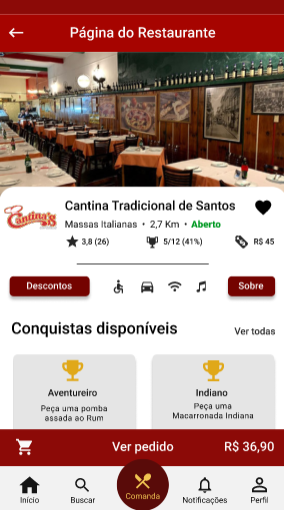 Página do Restaurante
Cantina's
Cantina Tradicional de Santos
Massas Italianas • 2,7 Km • Aberto
3,8 (26) 5/12 (41%) R$ 45
Descontos Sobre
Conquistas disponíveis Ver todas
Aventureiro
Peça uma pomba
assada ao Rum
Indiano
Peça uma
Macarronada Indiana
Ver pedido R$ 36,90
Início Buscar Comanda Notificações Perfil